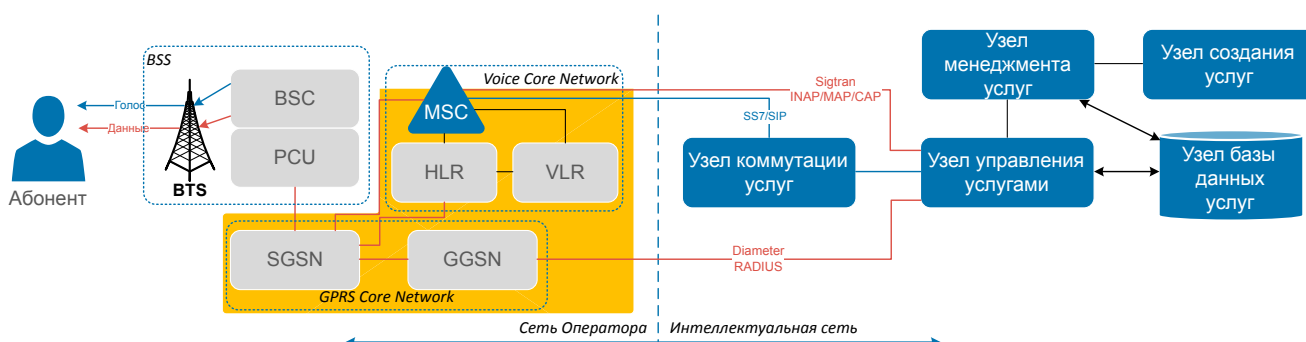 BSS
Голос
Данные
BTS
Абонент
BSC
PCU
Voice Core Network
MSC
HLR
VLR
SGSN
GGSN
GPRS Core Network
Sigtran
INAP/MAP/CAP
SS7/SIP
Diameter
RADIUS
Узел коммутации
услуг
Узел
менеджмента
услуг
Узел создания
услуг
Узел управления
услугами
Узел базы
данных
услуг
Сеть Оператора
Интеллектуальная сеть